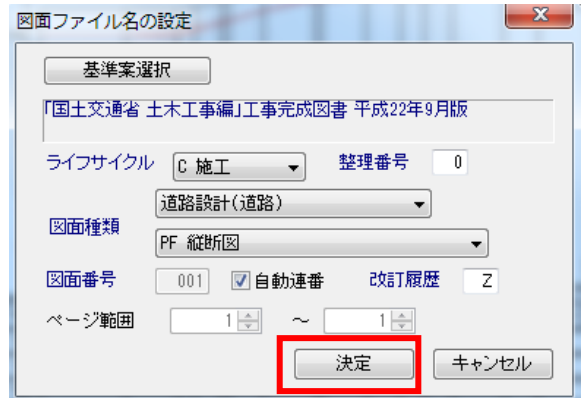 図面ファイル名の設定
基準案選択
「国土交通省 土木工事編」工事完成図書 平成22年9月版
ライフサイクル C 施工 整理番号 0
道路設計(道路)
図面種類
PF 縦断図
図面番号 001 自動連番 改訂履歴 Z
ページ範囲 1 ～ 1
決定 キャンセル